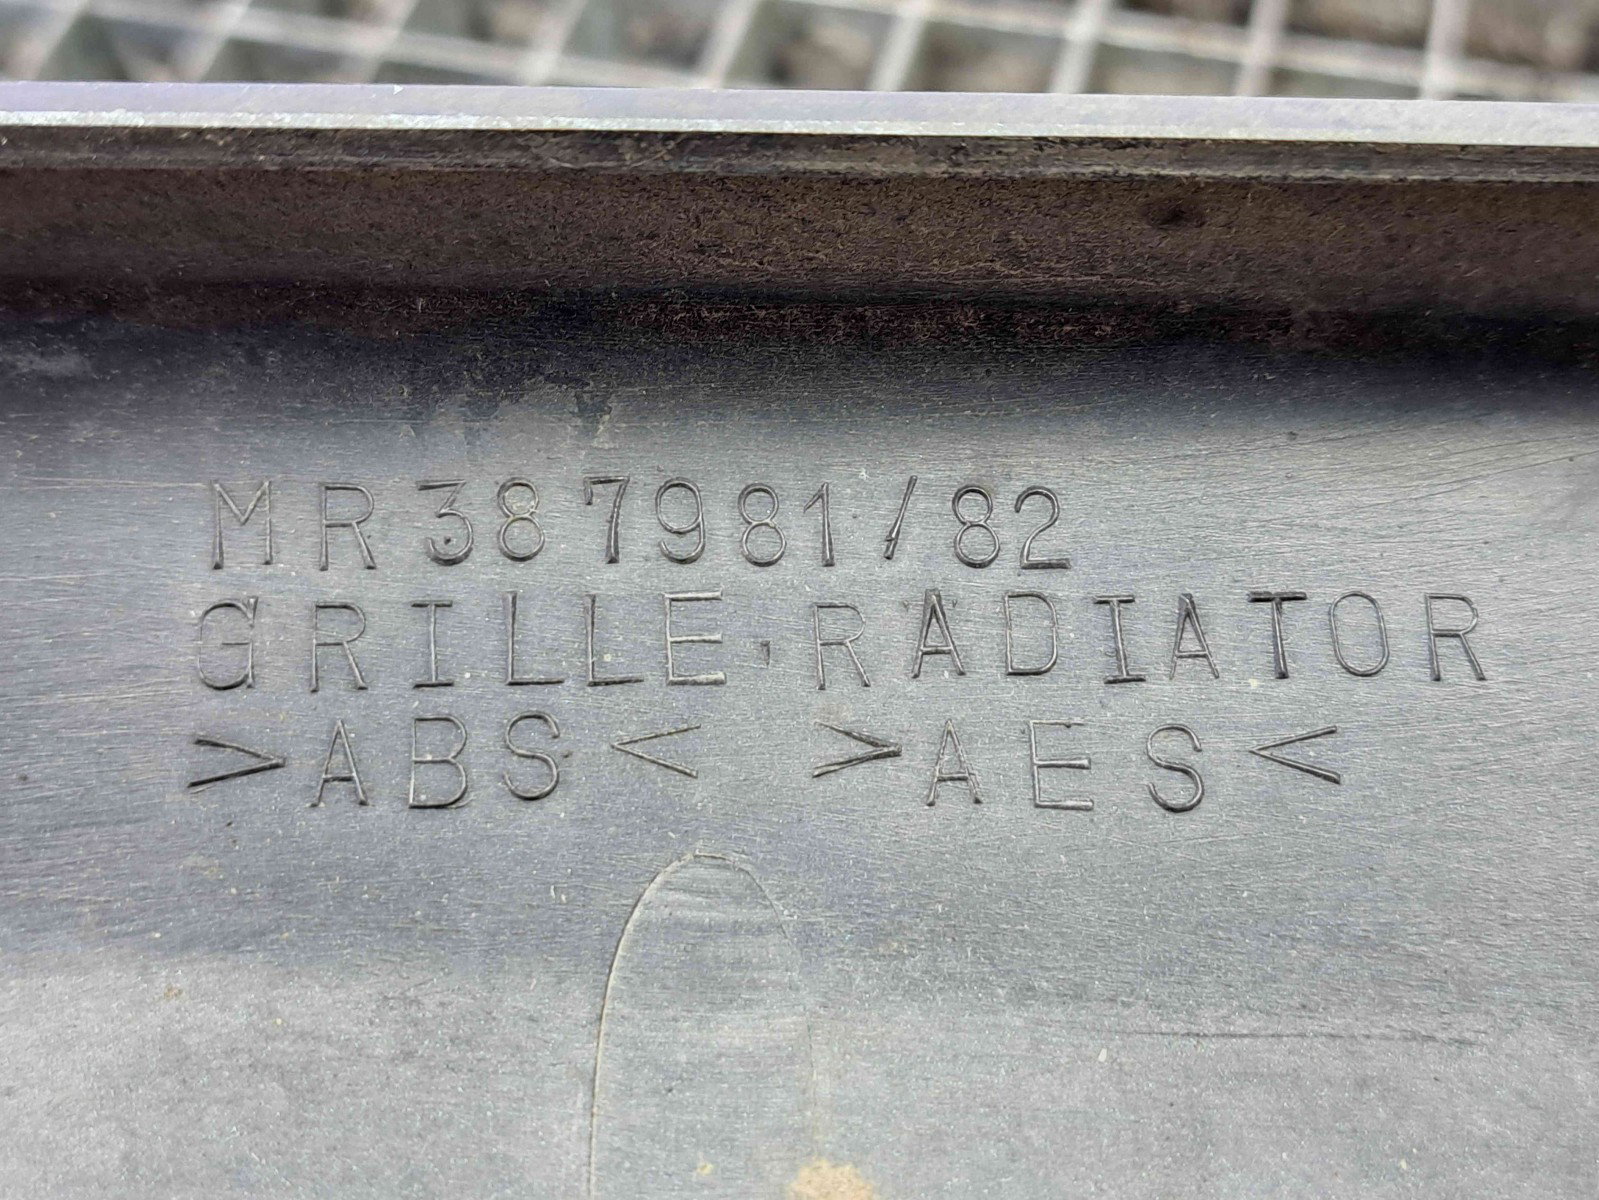 MR387981/82
GRILLE.RADIATOR
>ABS< >AES<